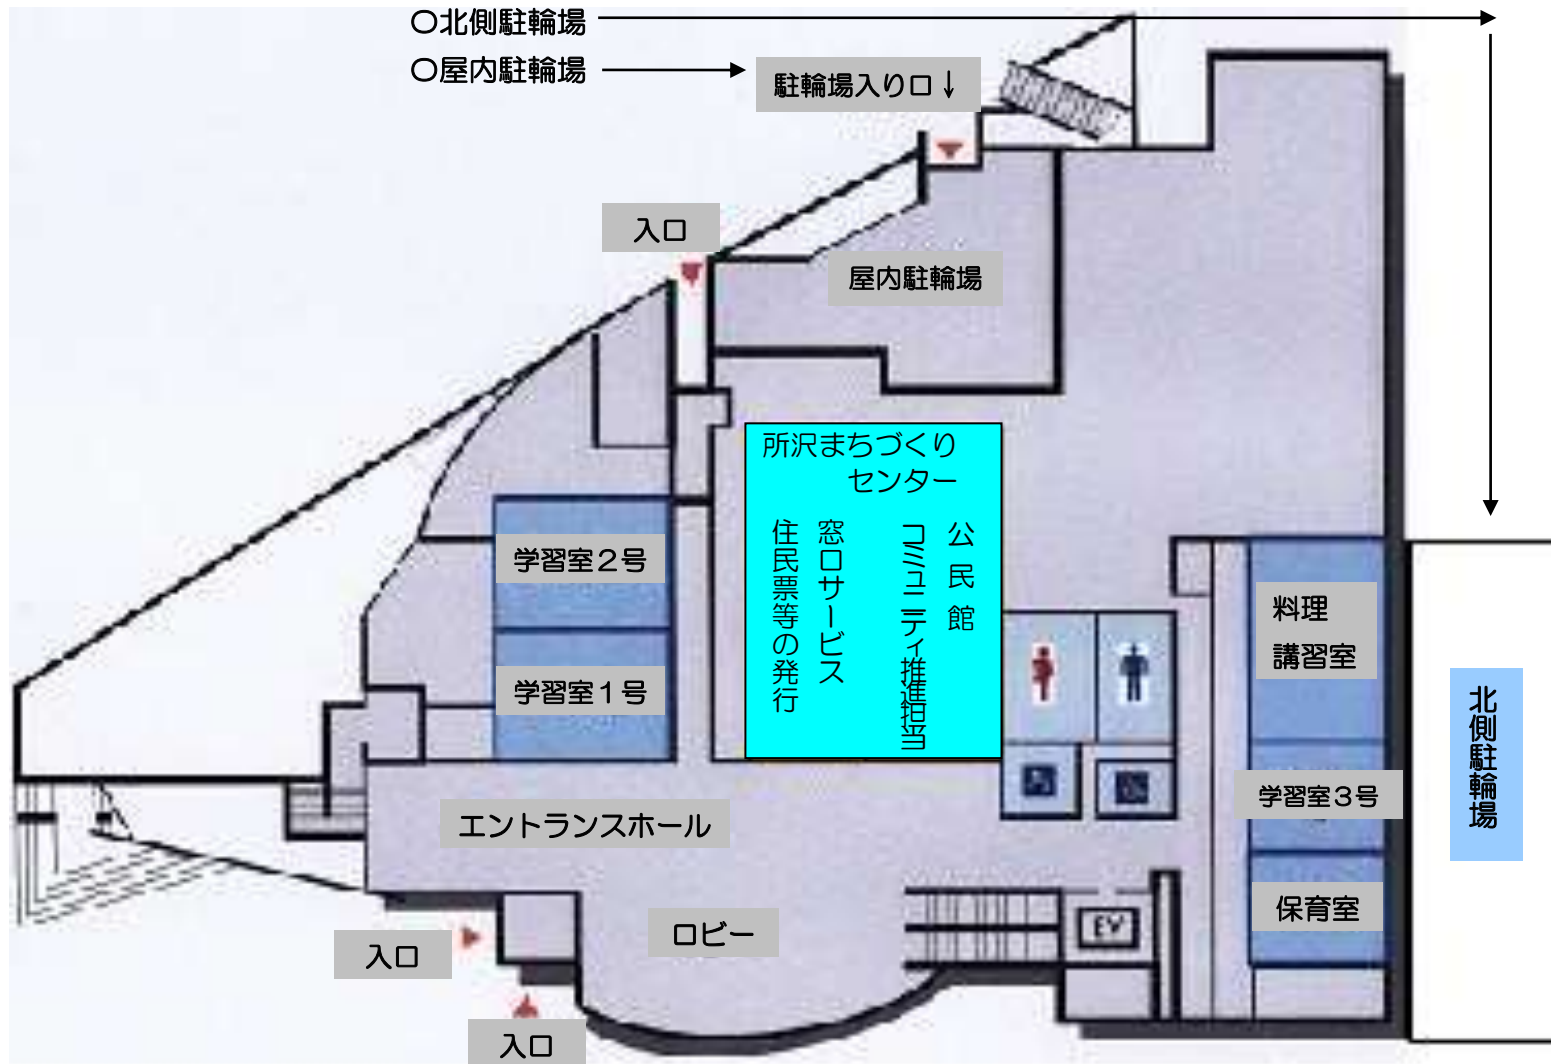 〇北側駐輪場
〇屋内駐輪場
駐輪場入り口↓
入口
屋内駐輪場
所沢まちづくり
センター
公民館
コミュニティ推進担当
窓口サービス
住民票等の発行
学習室２号
学習室１号
料理
講習室
学習室３号
保育室
北側駐輪場
エントランスホール
ロビー
EV
入口
入口